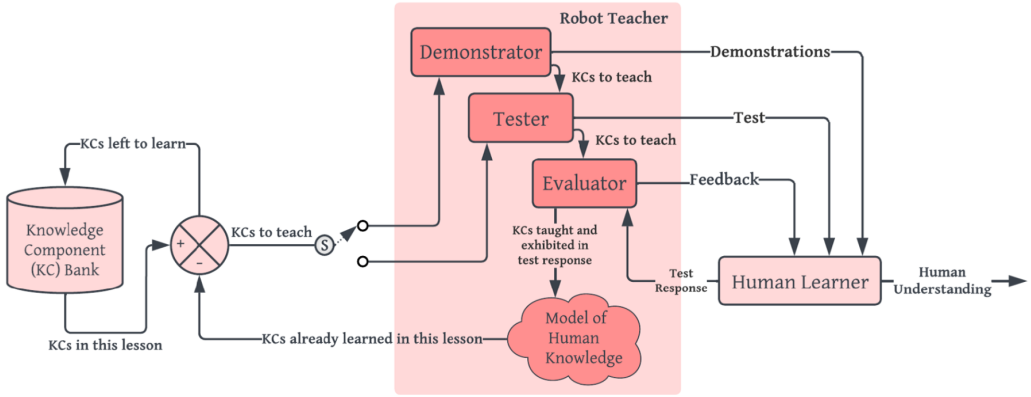 Robot Teacher
Demonstrator
Demonstrations
KCs to teach
Tester
Test
KCs to teach
KCs left to learn
Evaluator
Feedback
Knowledge
Component
(KC) Bank
+
-
KCs to teach
S
KCs taught and
exhibited in
test response
Test
Response
Human Learner
Human
Understanding
KCs in this lesson
KCs already learned in this lesson
Model of
Human
Knowledge